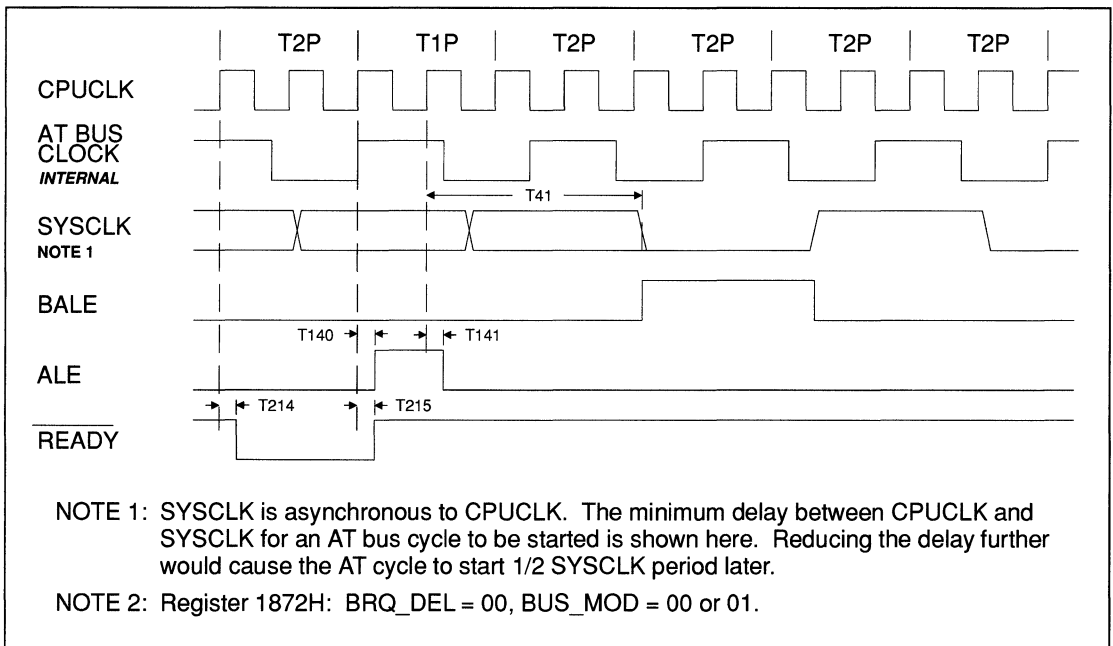 T2P T1P T2P T2P T2P T2P
CPUCLK
AT BUS
CLOCK
INTERNAL
T41
SYSCLK
NOTE 1
BALE
T140 T141
ALE
T214 T215
READY
NOTE 1: SYSCLK is asynchronous to CPUCLK. The minimum delay between CPUCLK and
SYSCLK for an AT bus cycle to be started is shown here. Reducing the delay further
would cause the AT cycle to start 1/2 SYSCLK period later.
NOTE 2: Register 1872H: BRQ_DEL = 00, BUS_MOD = 00 or 01.